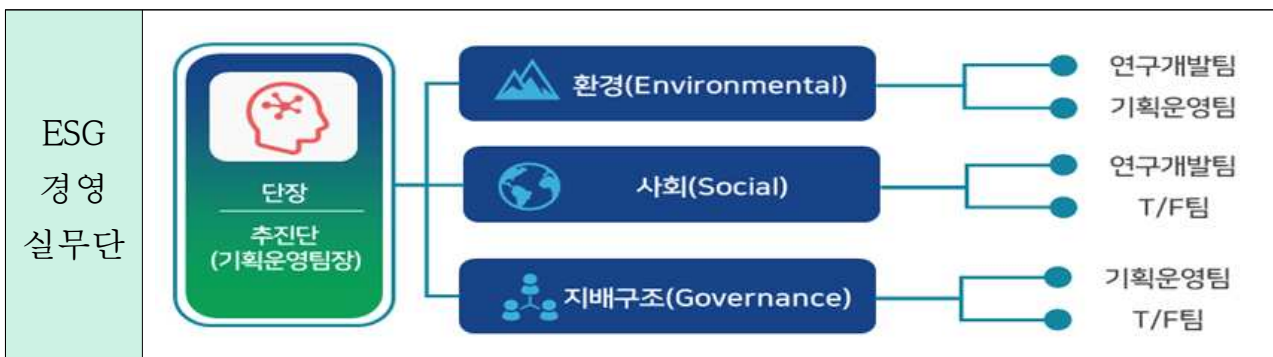 ESG
경영
실무단
단장
추진단
(기획운영팀장)
환경(Environmental)
연구개발팀
기획운영팀
사회(Social)
연구개발팀
T/F팀
지배구조(Governance)
기획운영팀
T/F팀